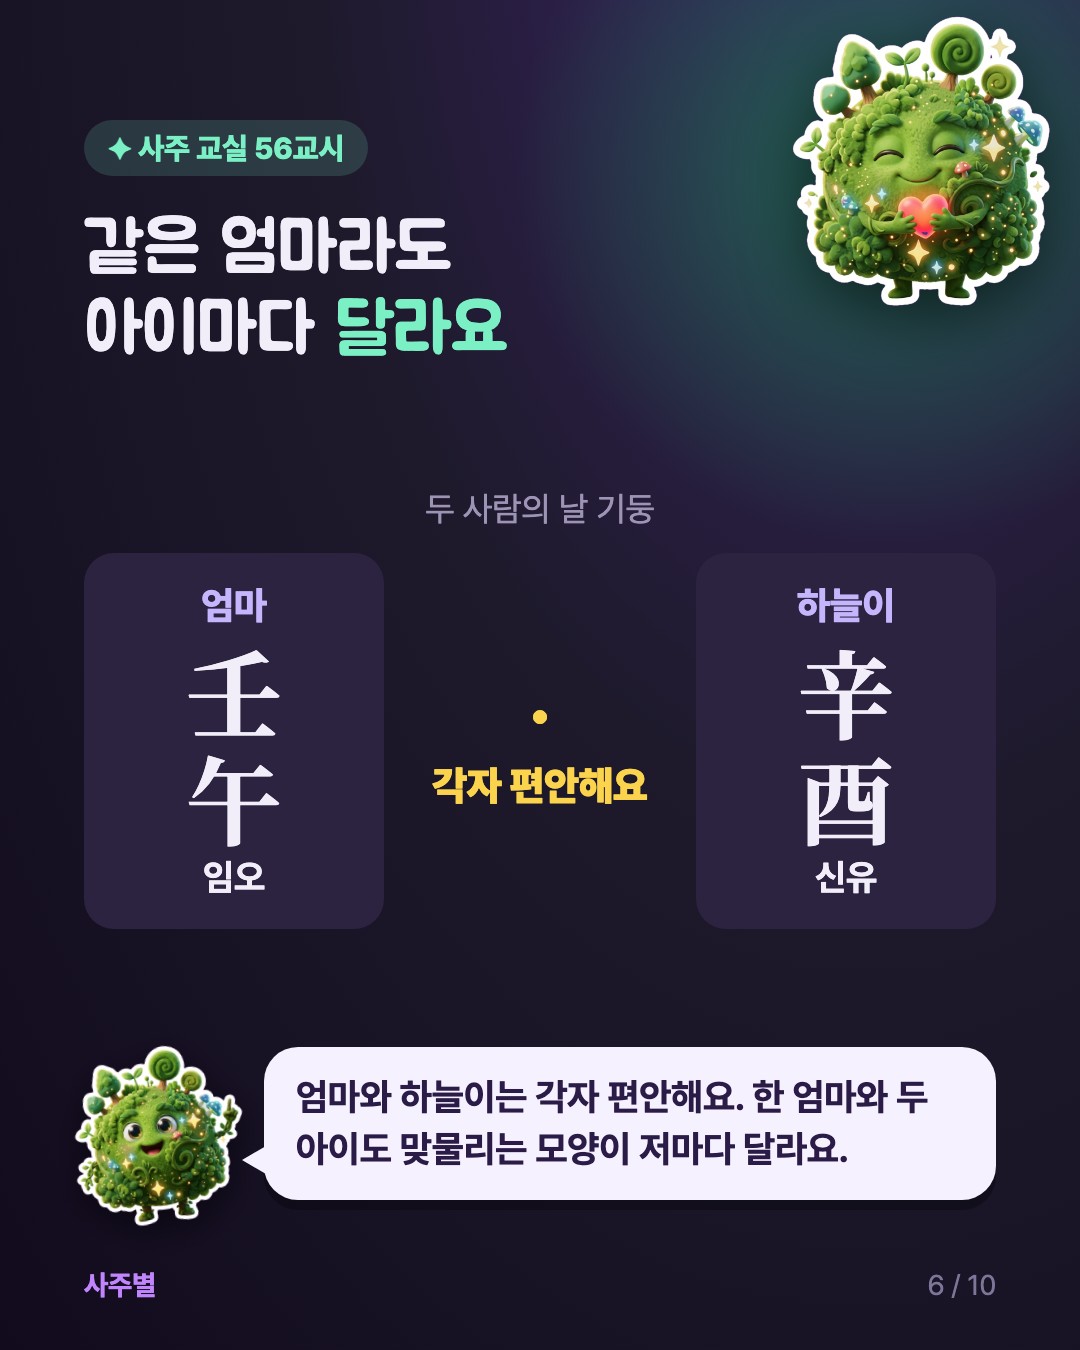 사주 교실 56교시
같은 엄마라도
아이마다 달라요
두 사람의 날 기둥
엄마
壬
午
임오
각자 편안해요
하늘이
辛
酉
신유
엄마와 하늘이는 각자 편안해요. 한 엄마와 두
아이도 맞물리는 모양이 저마다 달라요.
사주별
6 / 10